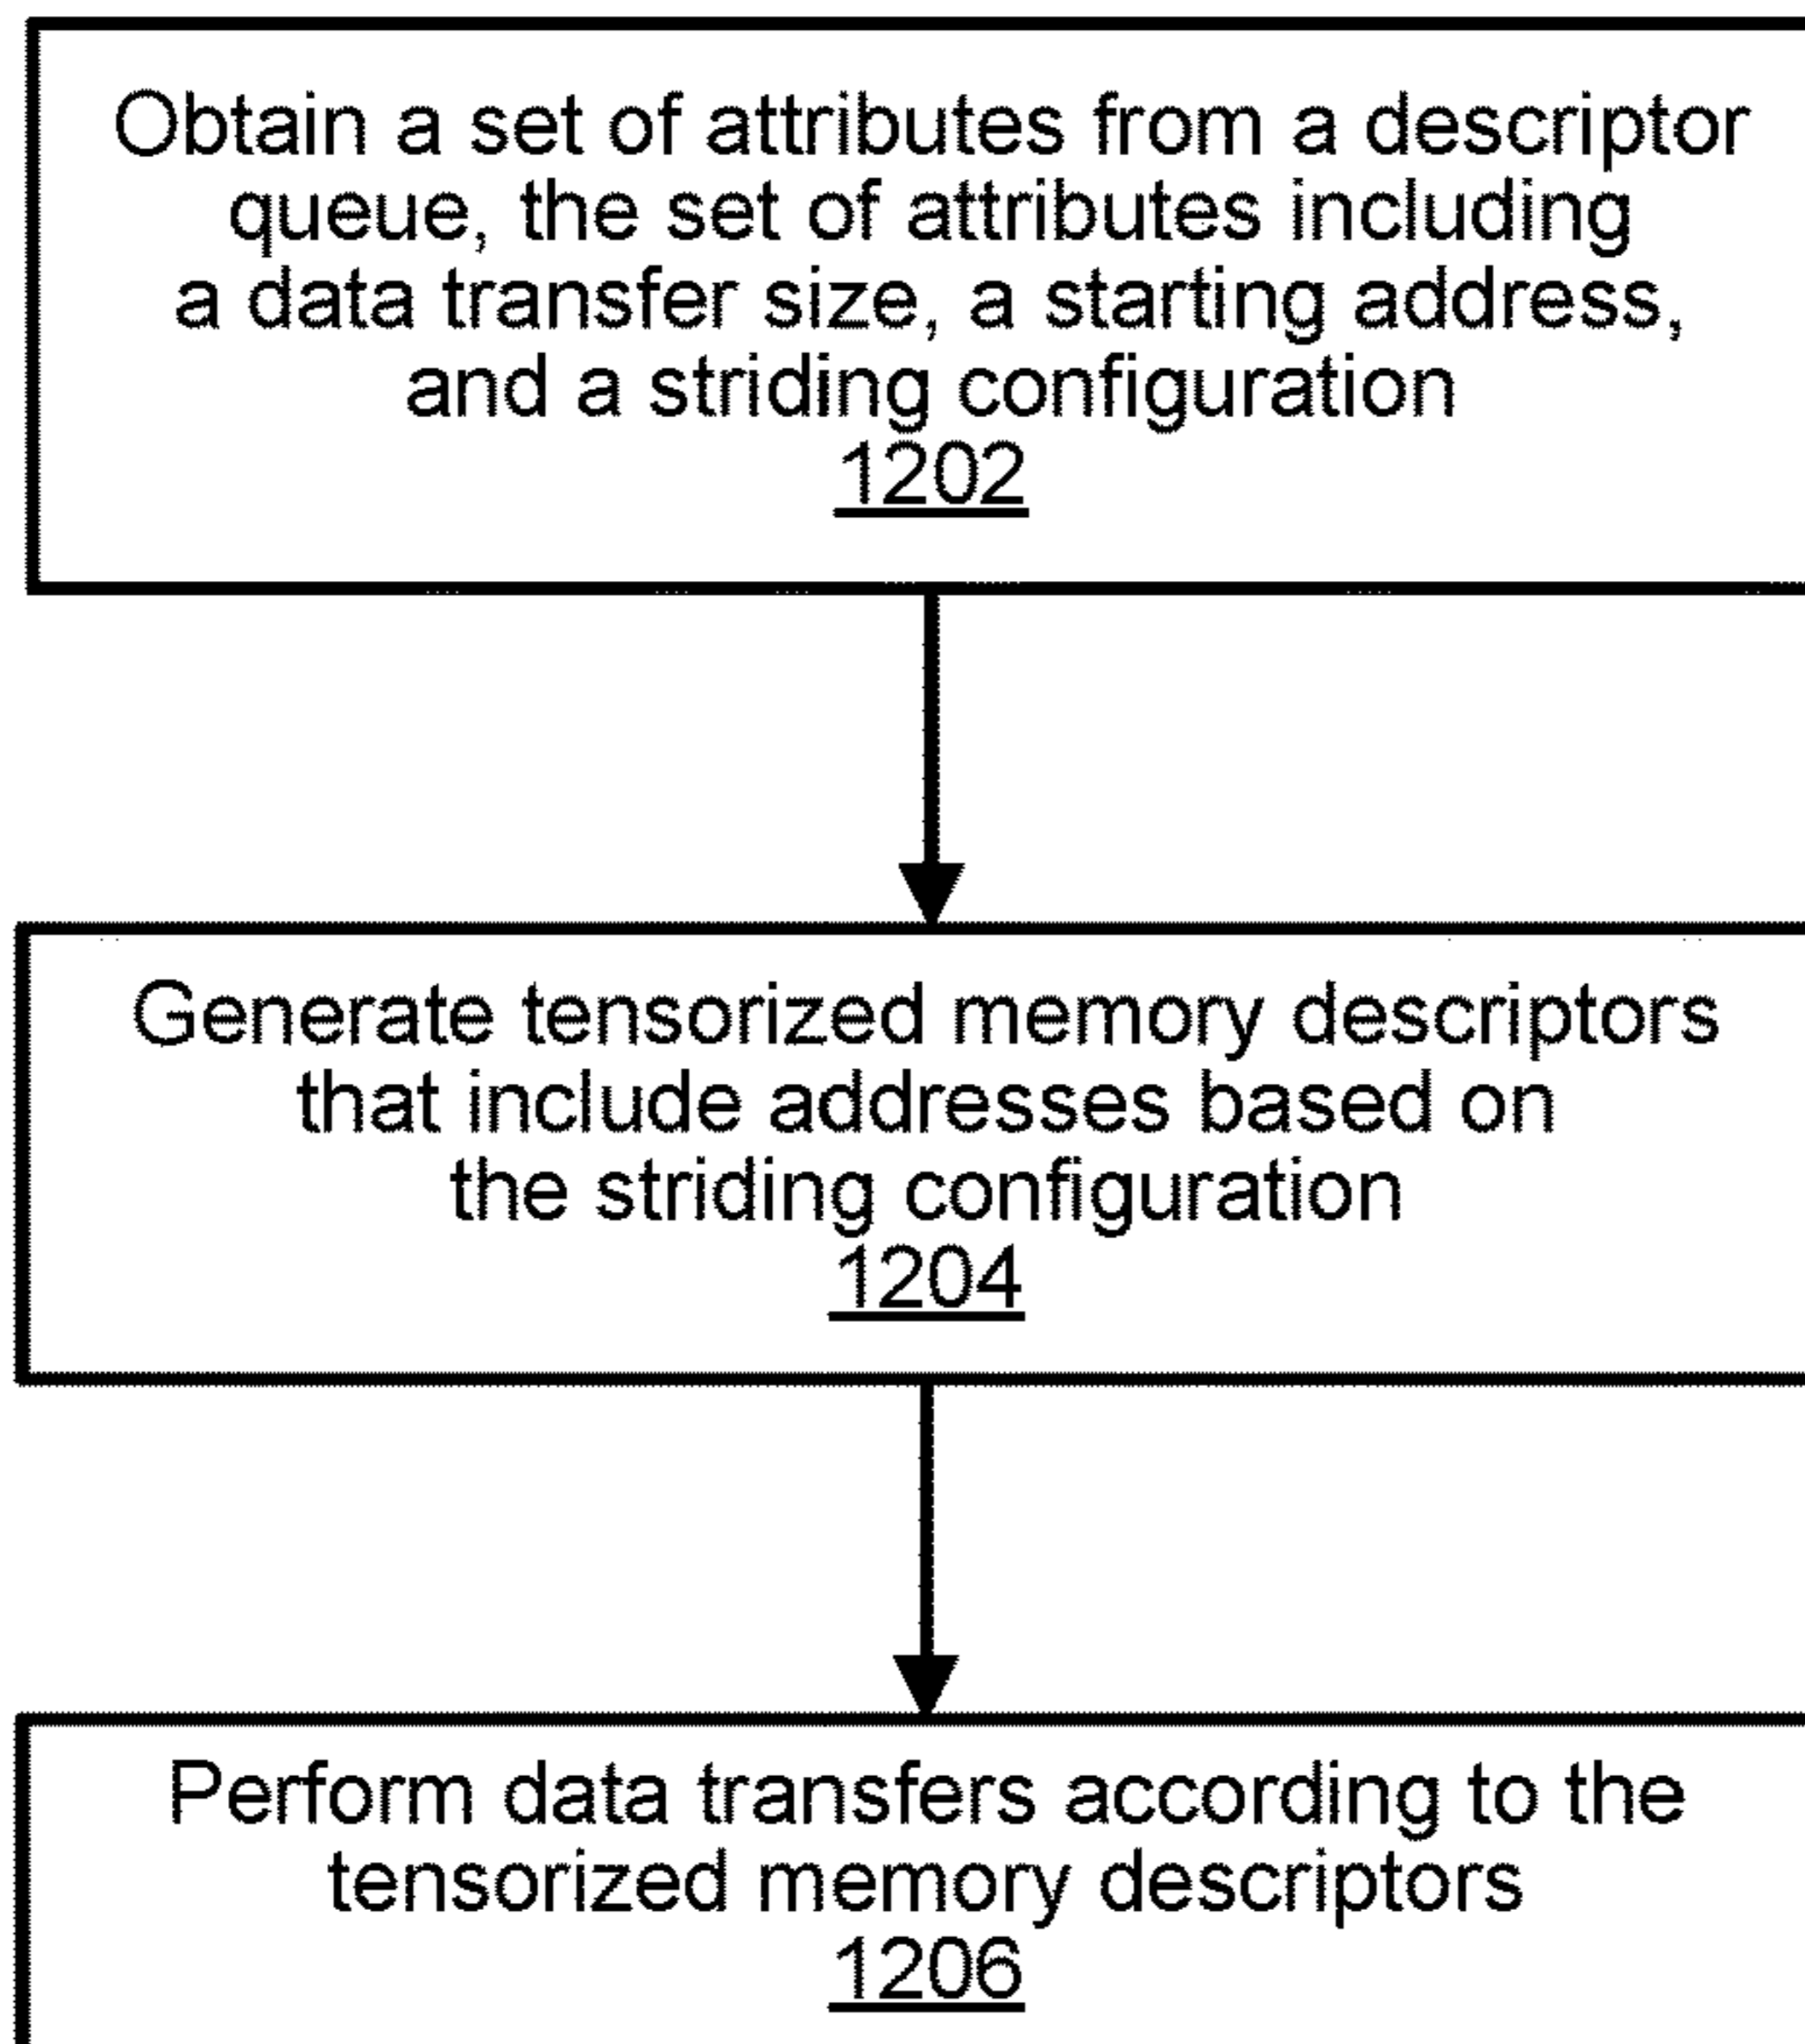 Obtain a set of attributes from a descriptor
queue, the set of attributes including
a data transfer size, a starting address,
and a striding configuration
1202
Generate tensorized memory descriptors
that include addresses based on
the striding configuration
1204
Perform data transfers according to the
tensorized memory descriptors
1206